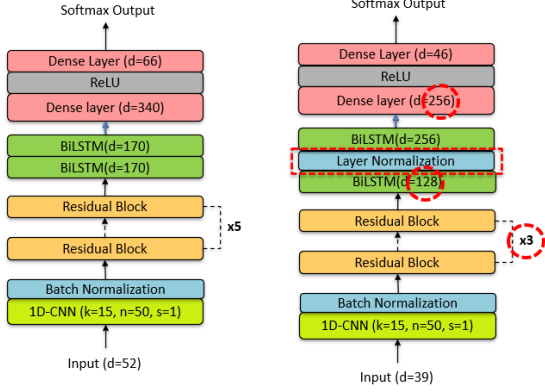 Softmax Output
Dense Layer (d=66)
ReLU
Dense layer (d=340)
BiLSTM(d=170)
BiLSTM(d=170)
Residual Block
x5
Residual Block
Batch Normalization
1D-CNN (k=15, n=50, s=1)
Input (d=52)
Softmax Output
Dense Layer (d=46)
ReLU
Dense layer (d=256)
BiLSTM(d=256)
Layer Normalization
BiLSTM(d=128)
Residual Block
x3
Residual Block
Batch Normalization
1D-CNN (k=15, n=50, s=1)
Input (d=39)